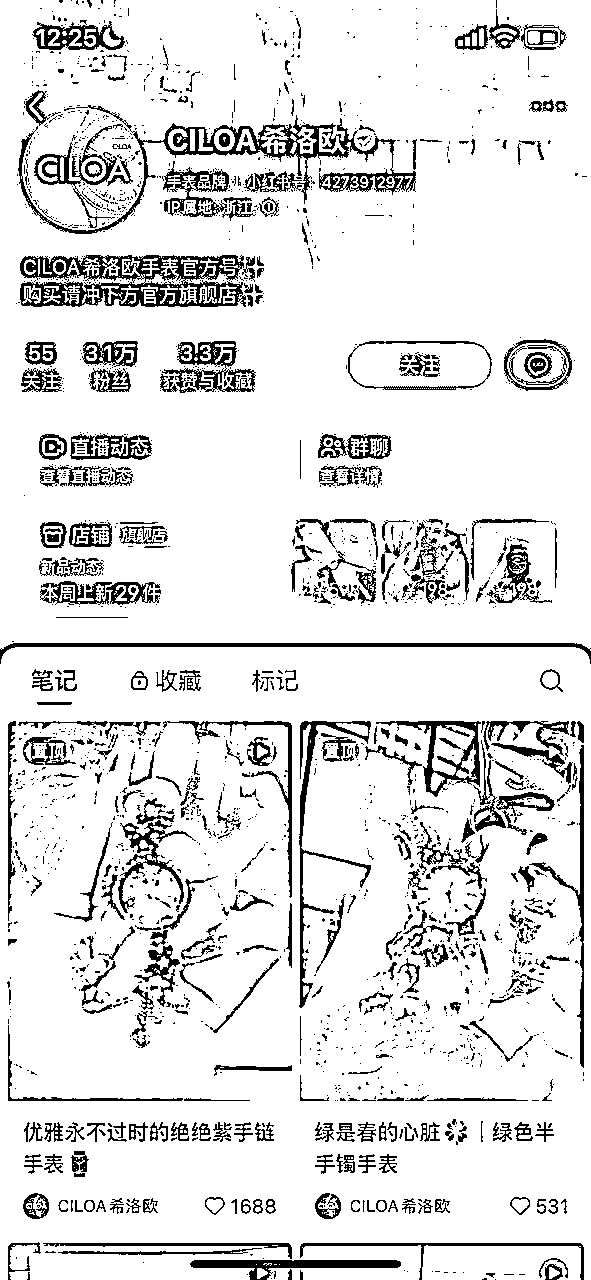 12:25
CILOA希洛欧
CILOA
CILOA
手表品牌 小红书号:4273912977
IP属地:浙江
CILOA希洛欧手表官方号
购买请冲下方官方旗舰店
55 3.1万 3.3万
关注 粉丝 获赞与收藏
关注
直播动态 群聊
查看直播动态 查看详情
店铺 旗舰店
新品动态
本周上新29件
笔记 收藏 标记
置顶 置顶
优雅永不过时的绝绝紫手链
手表
绿是春的心脏 | 绿色半
手镯手表
CILOA希洛欧 1688
CILOA希洛欧 531